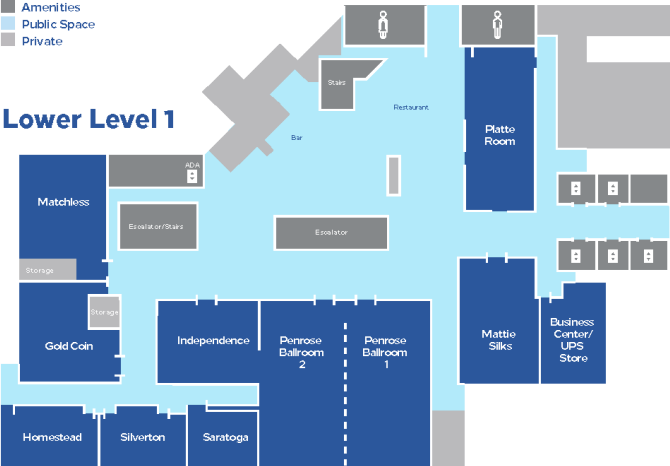 Amenities
Public Space
Private
Lower Level 1
Stairs
Restaurant
Bar
Platte
Room
ADA
Matchless
Escalator/Stairs
Escalator
Storage
Storage
Gold Coin
Independence
Penrose
Ballroom
2
Penrose
Ballroom
1
Mattie
Silks
Business
Center/
UPS
Store
Homestead
Silverton
Saratoga